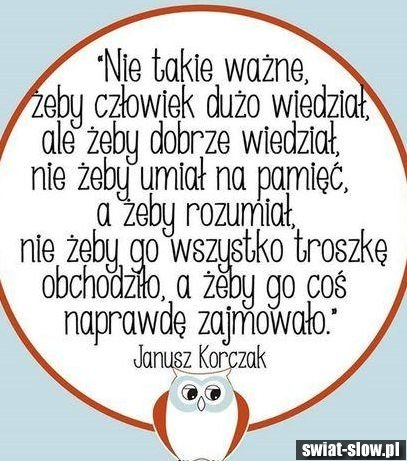 "Nie takie ważne,
żeby człowiek dużo wiedział,
ale żeby dobrze wiedział,
nie żeby umiał na pamięć,
a żeby rozumiał,
nie żeby go wszystko troszkę
obchodziło, a żeby go coś
naprawdę zajmowało."
Janusz Korczak
swiat-slow.pl